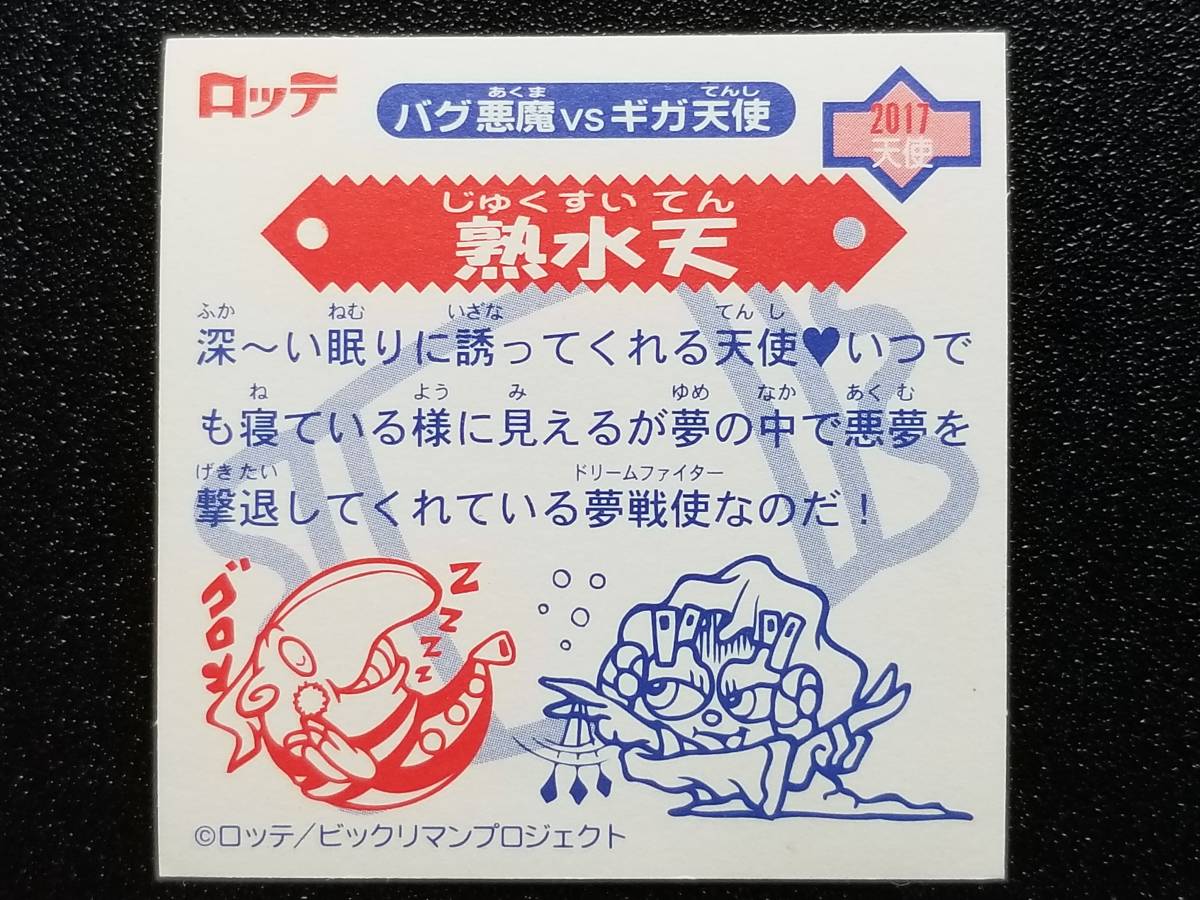 ロッテ
あくま てんし
バグ悪魔vsギガ天使
2017
天使
じゅくすい てん
熟水天
ふか ねむ いざな てん し
深〜い眠りに誘ってくれる天使♥いつで
ね よう み ゆめ なか あく む
も寝ている様に見えるが夢の中で悪夢を
げきたい ドリームファイター
撃退してくれている夢戦使なのだ！
ゴロネ
z z z z
©ロッテ/ビックリマンプロジェクト